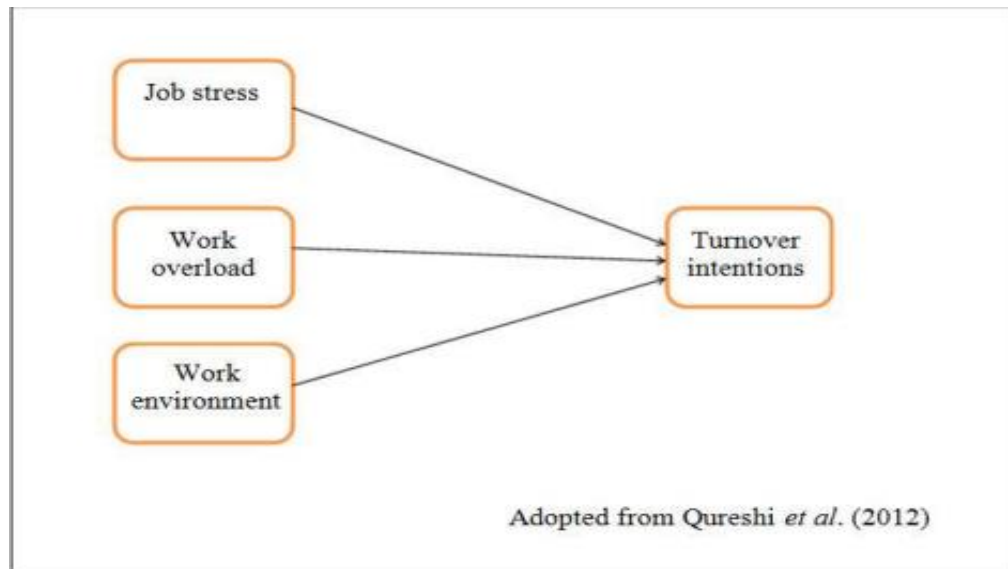 Job stress
Work
overload
Work
environment
Turnover
intentions
Adopted from Qureshi et al. (2012)